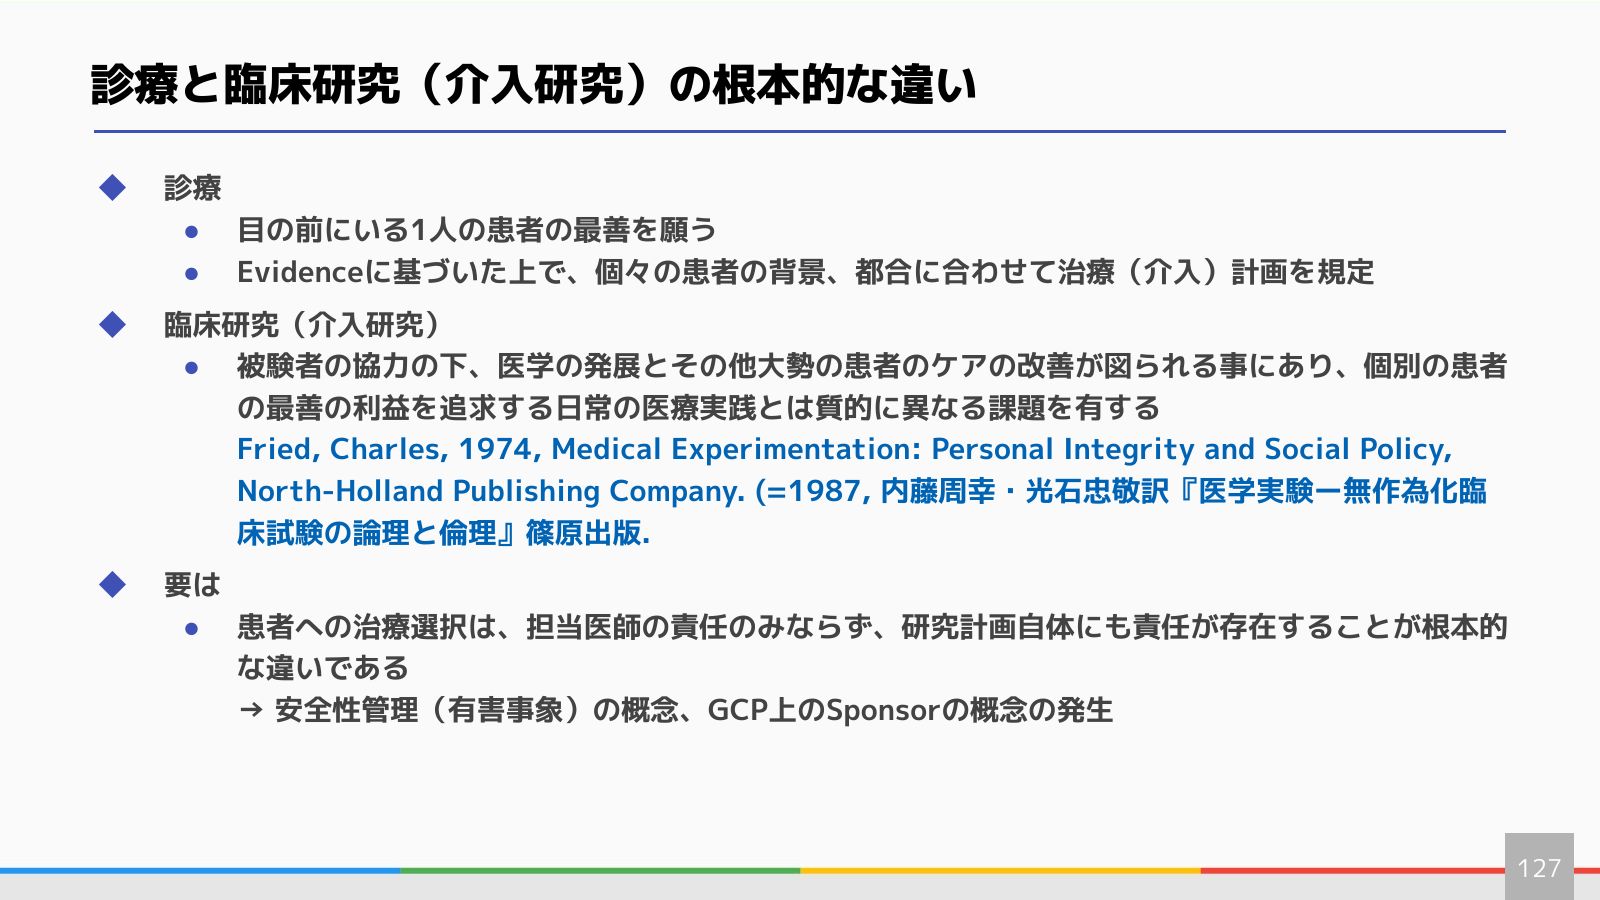 診療と臨床研究（介入研究）の根本的な違い
◆ 診療
● 目の前にいる1人の患者の最善を願う
● Evidenceに基づいた上で、個々の患者の背景、都合に合わせて治療（介入）計画を規定
◆ 臨床研究（介入研究）
● 被験者の協力の下、医学の発展とその他大勢の患者のケアの改善が図られる事にあり、個別の患者
の最善の利益を追求する日常の医療実践とは質的に異なる課題を有する
Fried, Charles, 1974, Medical Experimentation: Personal Integrity and Social Policy,
North-Holland Publishing Company. (=1987, 内藤周幸・光石忠敬訳『医学実験ー無作為化臨
床試験の論理と倫理』篠原出版.
◆ 要は
● 患者への治療選択は、担当医師の責任のみならず、研究計画自体にも責任が存在することが根本的
な違いである
→ 安全性管理（有害事象）の概念、GCP上のSponsorの概念の発生
127